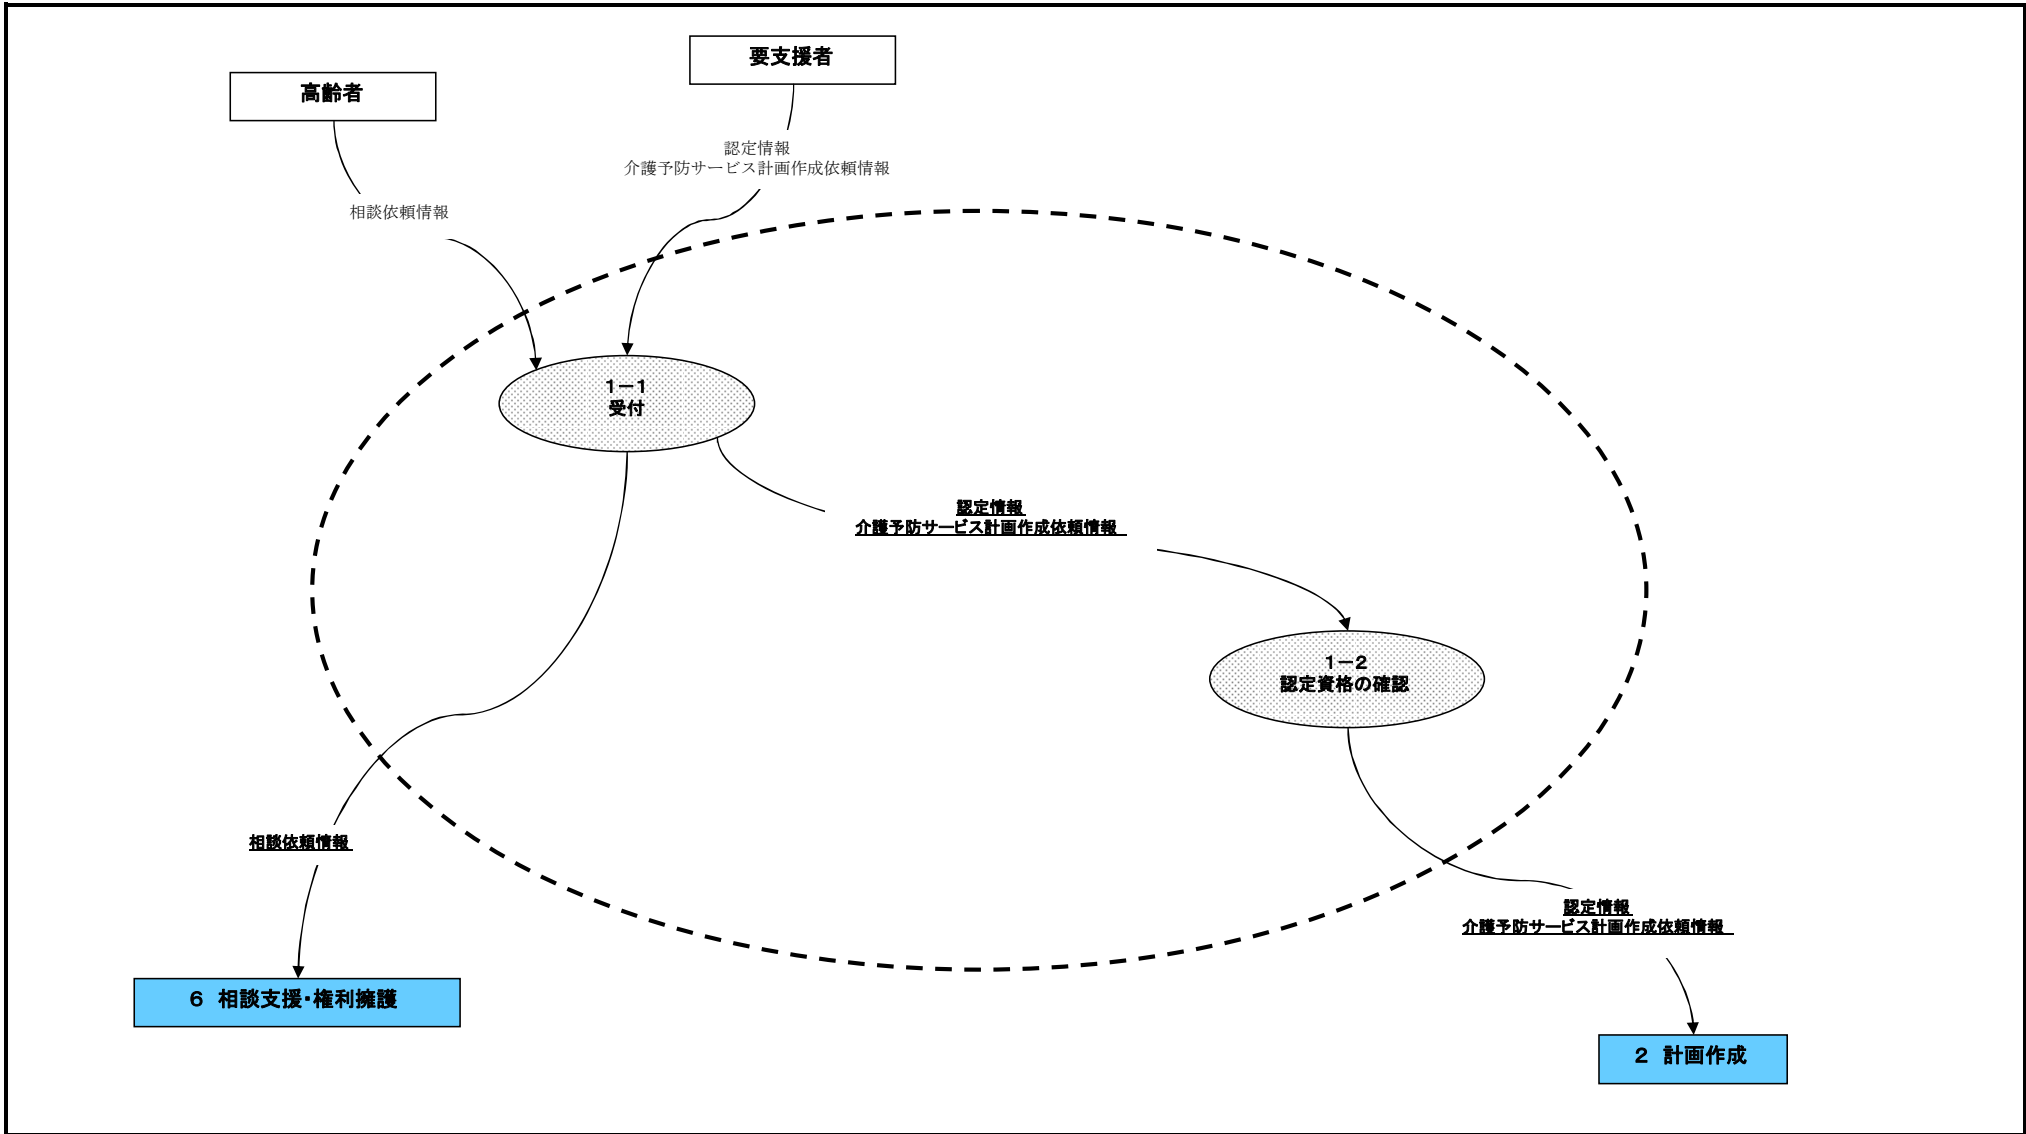 要支援者
高齢者
認定情報
介護予防サービス計画作成依頼情報
相談依頼情報
1－1
受付
認定情報
介護予防サービス計画作成依頼情報
1－2
認定資格の確認
相談依頼情報
認定情報
介護予防サービス計画作成依頼情報
6　相談支援・権利擁護
2　計画作成